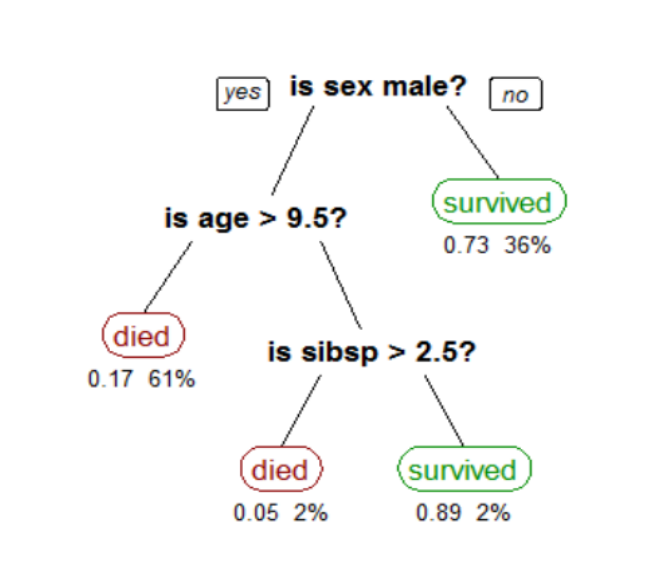 yes is sex male? no
is age > 9.5?
survived
0.73 36%
died
0.17 61%
is sibsp > 2.5?
died
0.05 2%
survived
0.89 2%